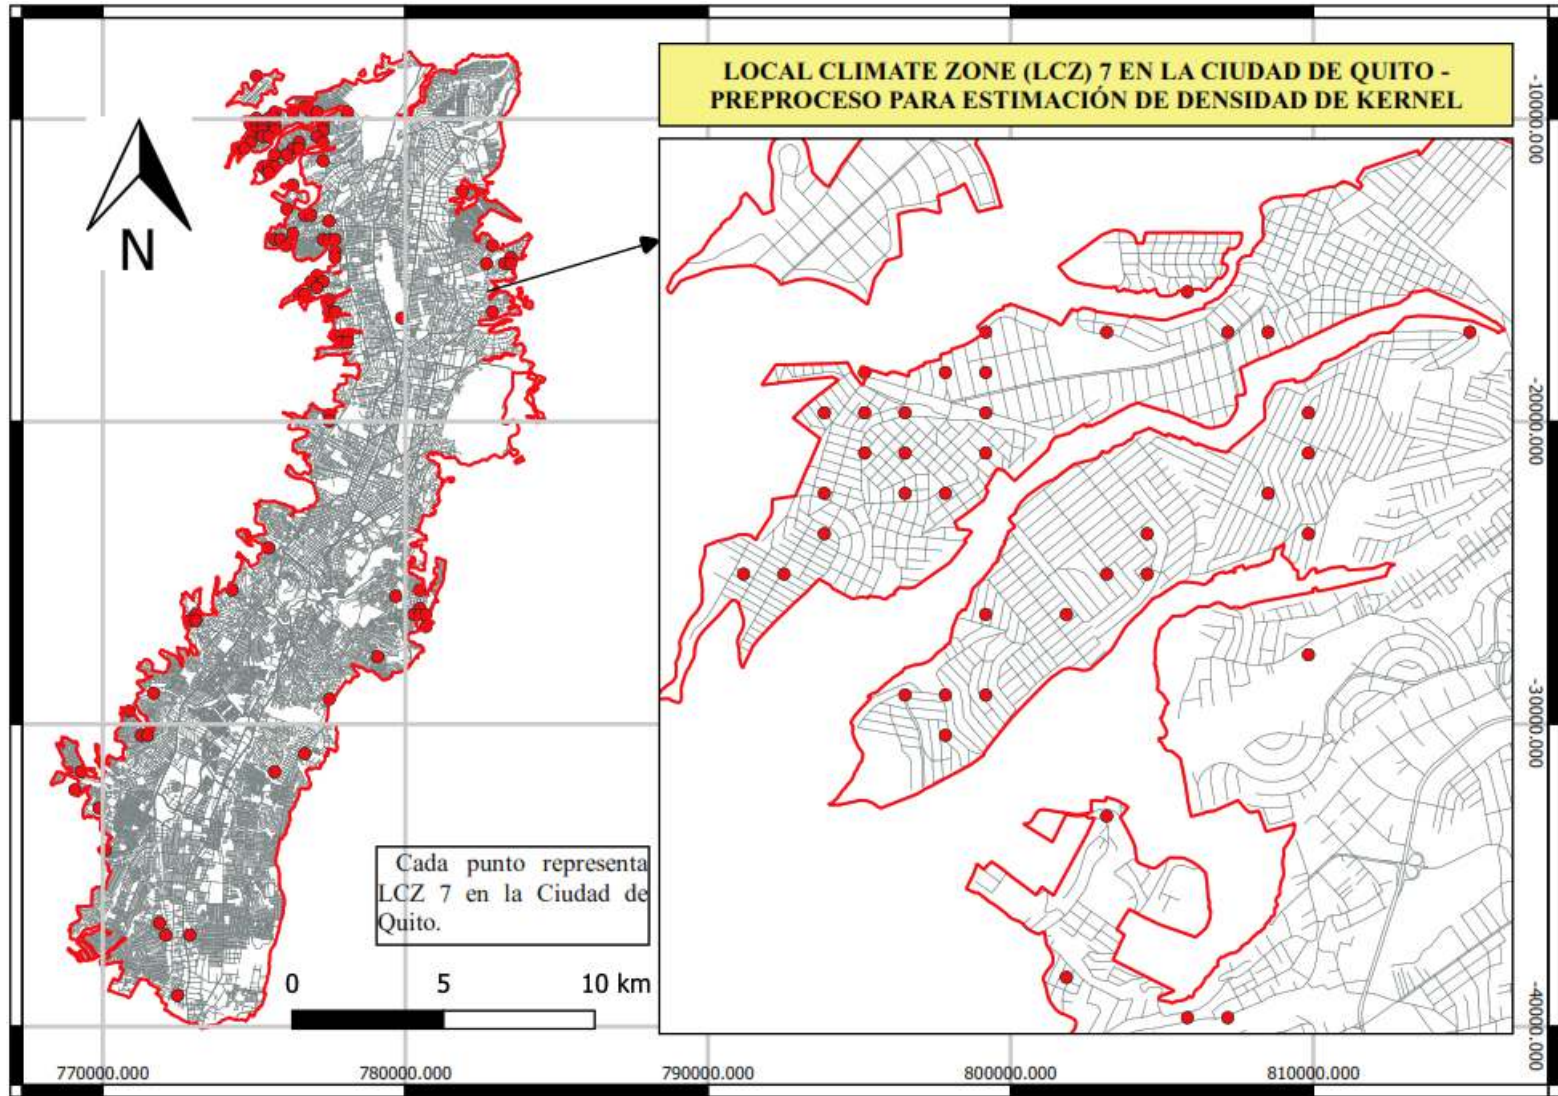 LOCAL CLIMATE ZONE (LCZ) 7 EN LA CIUDAD DE QUITO -
PREPROCESO PARA ESTIMACIÓN DE DENSIDAD DE KERNEL
N
Cada punto representa
LCZ 7 en la Ciudad de
Quito.
0 5 10 km
-10000.000
-20000.000
-30000.000
-40000.000
770000.000 780000.000 790000.000 800000.000 810000.000